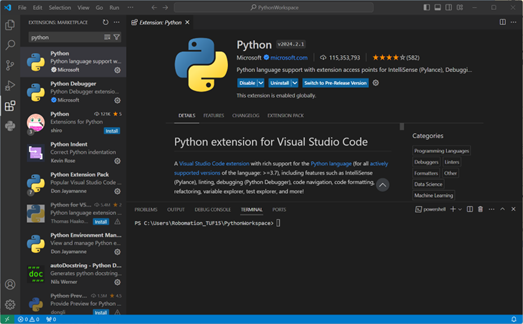 File Edit Selection View Go Run
PythonWorkspace
EXTENSIONS: MARKETPLACE
python
Python
Python language support w...
Microsoft
Python Debugger
Python Debugger extension...
Microsoft
Python 121K 5
Extensions for Python
shiro Install
Python Indent
Correct Python indentation
Kevin Rose
Python Extension Pack
Popular Visual Studio Code ...
Don Jayamanne
Python for VS...
Python language extension ...
Install
Python Environment Man...
View and manage Python e...
Don Jayamanne
autoDocstring - Python D...
Generates python docstring...
Nils Werner
Python Prev...
Provide Preview for Python ...
dongli Install
Extension: Python
Python v2024.2.1
Microsoft microsoft.com 115,353,793 (582)
Python language support with extension access points for IntelliSense (Pylance), Debuggi...
Disable Uninstall Switch to Pre-Release Version
This extension is enabled globally.
DETAILS FEATURES CHANGELOG EXTENSION PACK
Python extension for Visual Studio Code
A Visual Studio Code extension with rich support for the Python language (for all actively
supported versions of the language: >=3.7), including features such as IntelliSense
(Pylance), linting, debugging (Python Debugger), code navigation, code formatting,
refactoring, variable explorer, test explorer, and more!
Categories
Programming Languages
Debuggers Linters
Formatters Other
Data Science
Machine Learning
PROBLEMS OUTPUT DEBUG CONSOLE TERMINAL PORTS
powershell
PS C:\Users\Robomation_TUF15\PythonWorkspace>
0 0 0